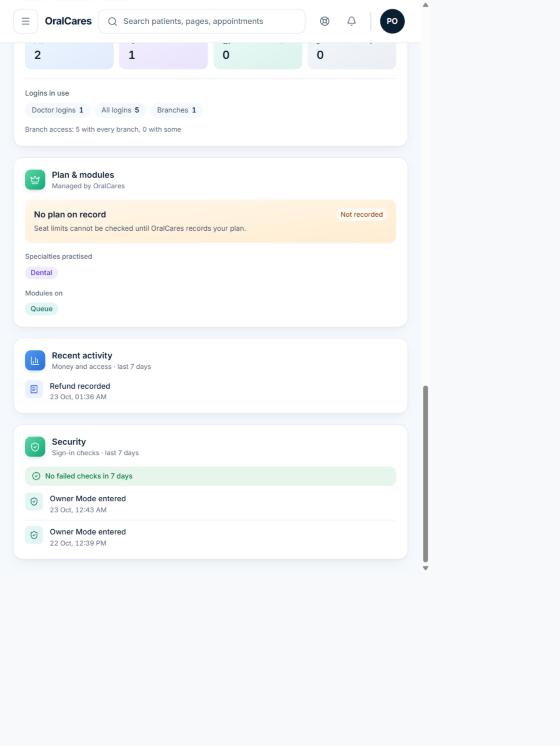 OralCares
Search patients, pages, appointments
PO
2
1
0
0
Logins in use
Doctor logins 1
All logins 5
Branches 1
Branch access: 5 with every branch, 0 with some
Plan & modules
Managed by OralCares
No plan on record
Not recorded
Seat limits cannot be checked until OralCares records your plan.
Specialties practised
Dental
Modules on
Queue
Recent activity
Money and access · last 7 days
Refund recorded
23 Oct, 01:36 AM
Security
Sign-in checks · last 7 days
No failed checks in 7 days
Owner Mode entered
23 Oct, 12:43 AM
Owner Mode entered
22 Oct, 12:39 PM